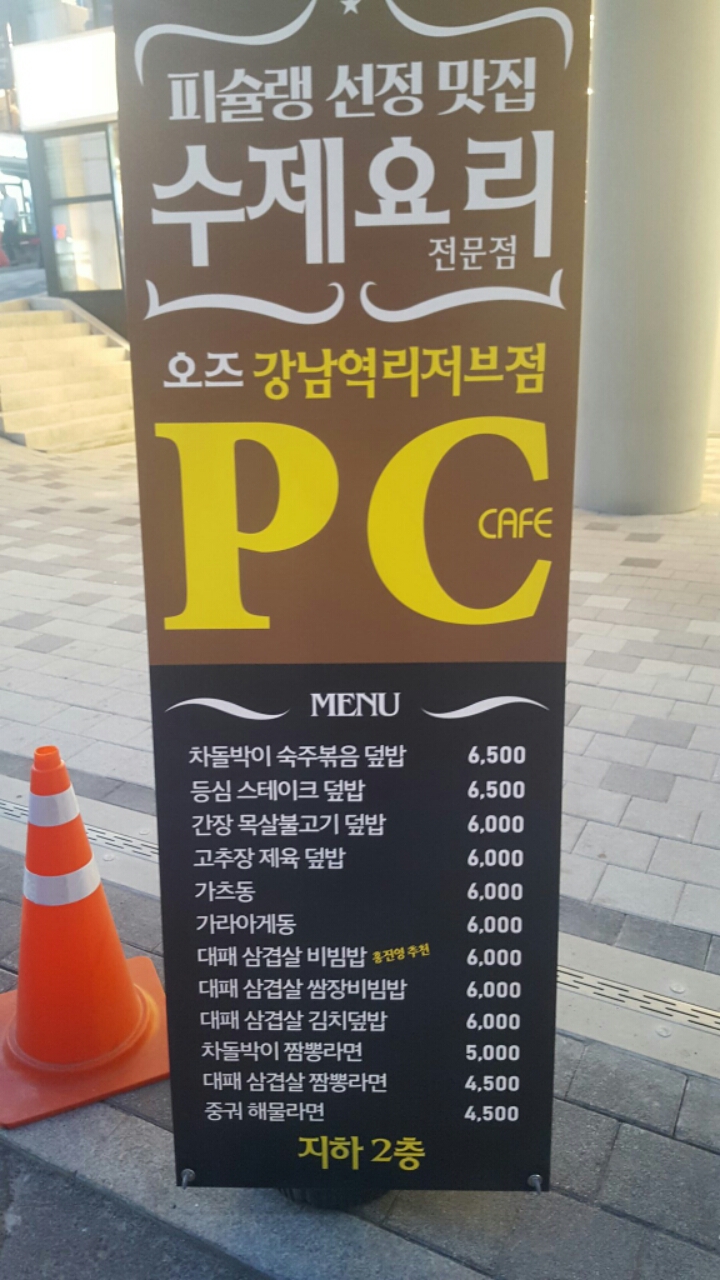 피슐랭 선정 맛집
수제요리
전문점
오즈 강남역리저브점
PC
CAFE
MENU
차돌박이 숙주볶음 덮밥 6,500
등심 스테이크 덮밥 6,500
간장 목살불고기 덮밥 6,000
고추장 제육 덮밥 6,000
가츠동 6,000
가라아게동 6,000
대패 삼겹살 비빔밥 홍진영 추천 6,000
대패 삼겹살 쌈장비빔밥 6,000
대패 삼겹살 김치덮밥 6,000
차돌박이 짬뽕라면 5,000
대패 삼겹살 짬뽕라면 4,500
중궈 해물라면 4,500
지하 2층